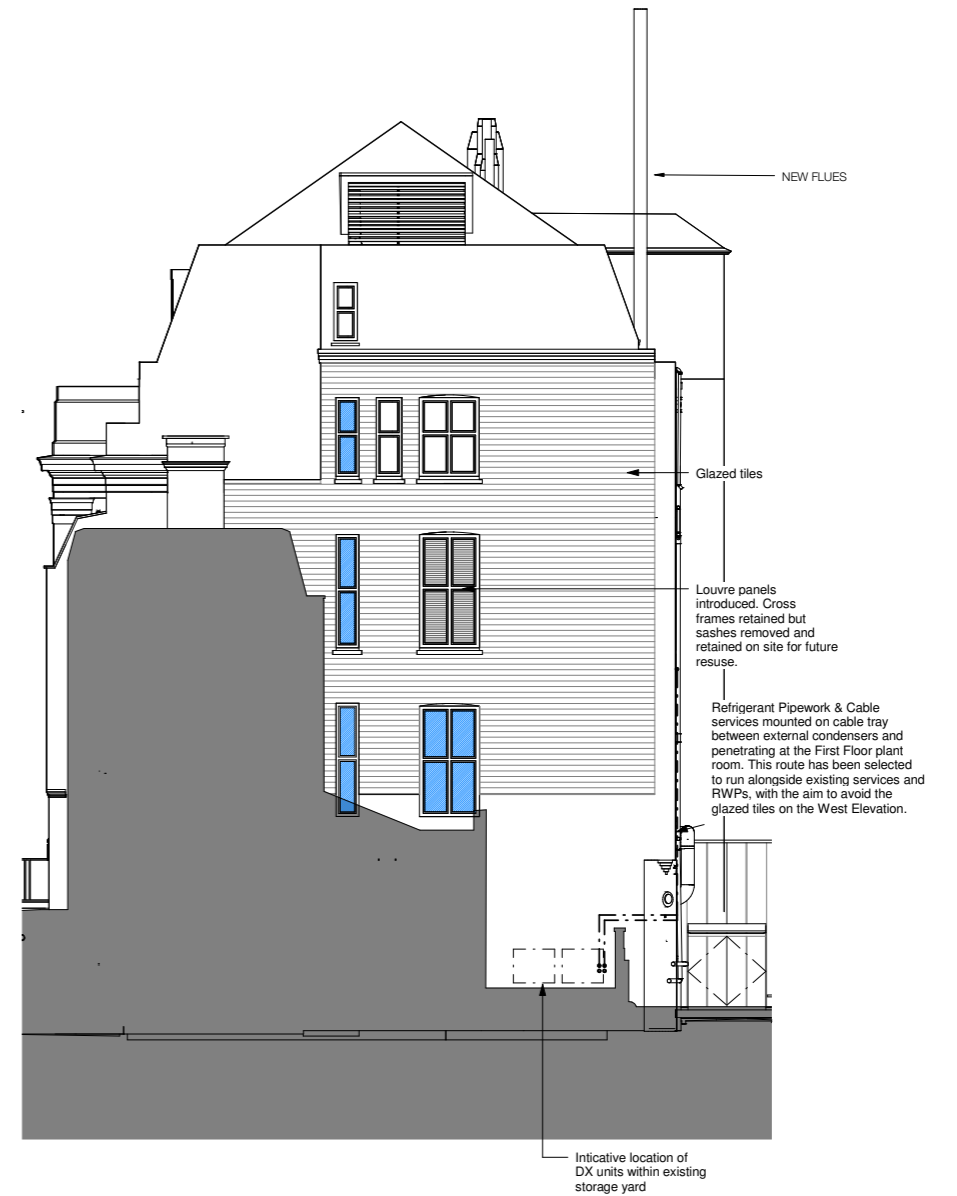 NEW FLUES
Glazed tiles
Louvre panels
introduced. Cross
frames retained but
sashes removed and
retained on site for future
resuse.
Refrigerant Pipework & Cable
services mounted on cable tray
between external condensers and
penetrating at the First Floor plant
room. This route has been selected
to run alongside existing services and
RWPs, with the aim to avoid the
glazed tiles on the West Elevation.
Inticative location of
DX units within existing
storage yard